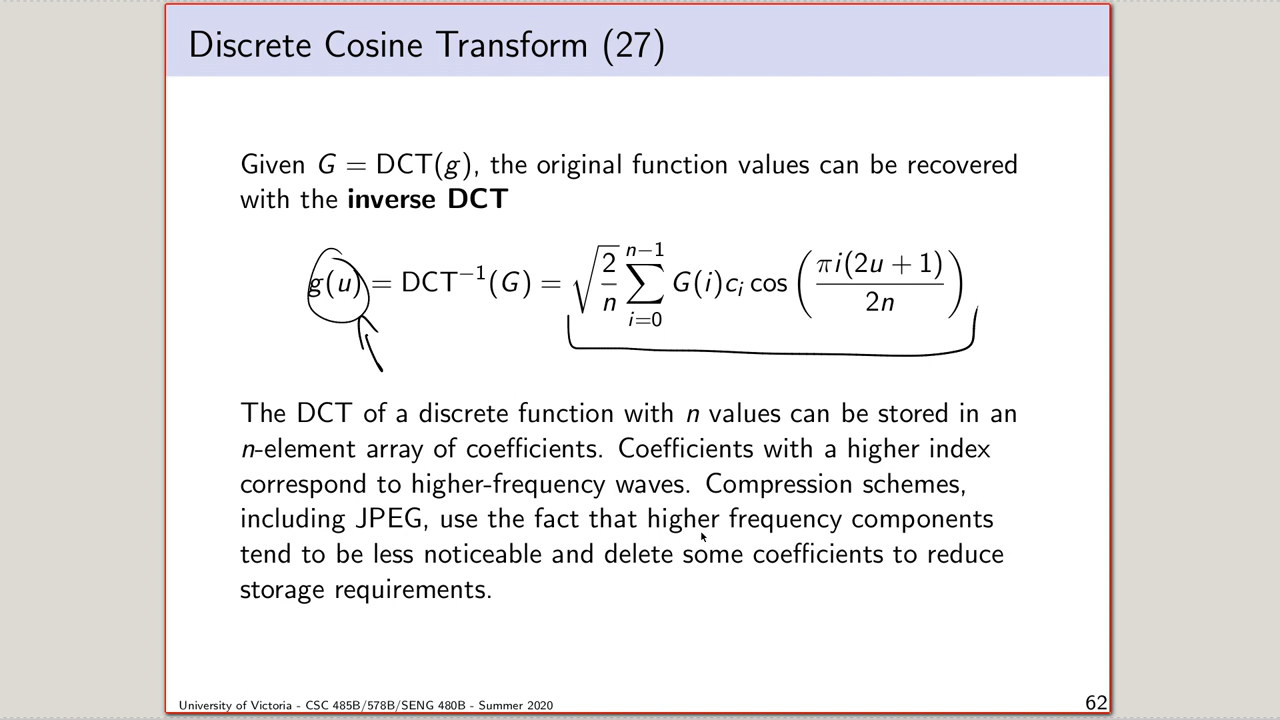 Discrete Cosine Transform (27)
Given G = DCT(g), the original function values can be recovered
with the inverse DCT
g(u) = DCT⁻¹(G) = √(2/n) ∑_{i=0}^{n−1} G(i)c_i cos (πi(2u + 1)/2n)
The DCT of a discrete function with n values can be stored in an
n-element array of coefficients. Coefficients with a higher index
correspond to higher-frequency waves. Compression schemes,
including JPEG, use the fact that higher frequency components
tend to be less noticeable and delete some coefficients to reduce
storage requirements.
University of Victoria - CSC 485B/578B/SENG 480B - Summer 2020
62